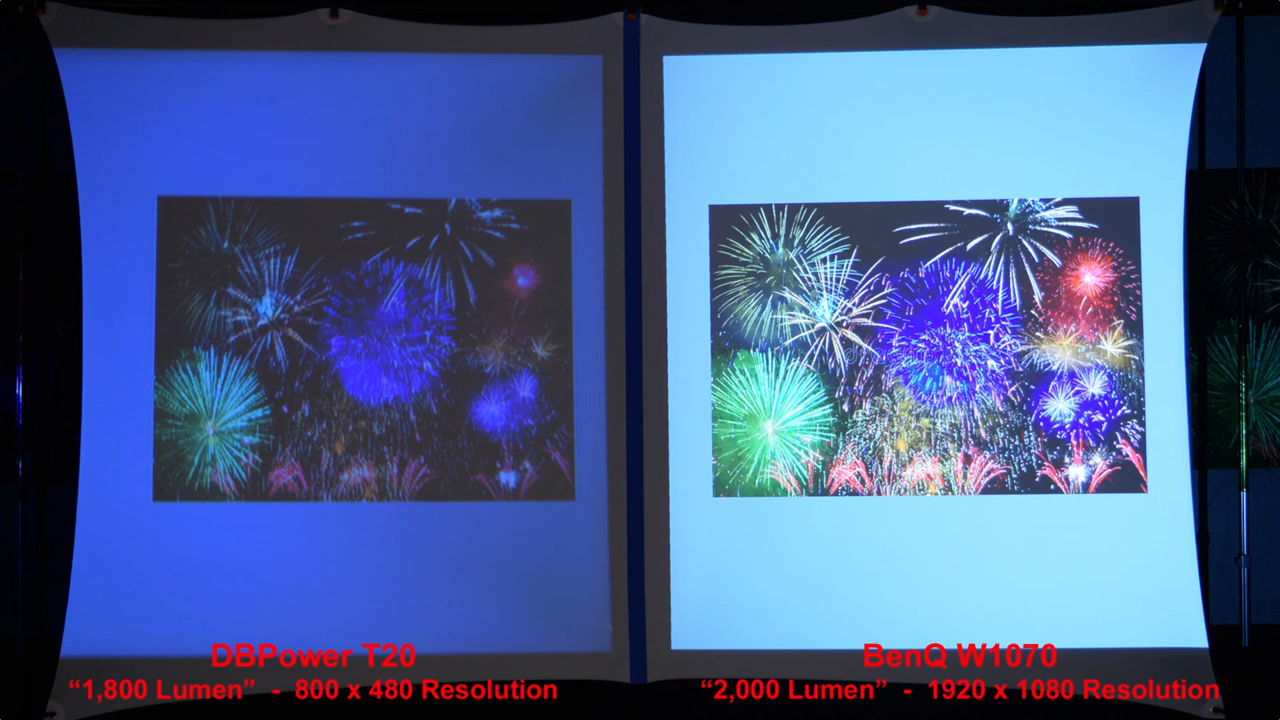 DBPower T20
“1,800 Lumen” - 800 x 480 Resolution
BenQ W1070
“2,000 Lumen” - 1920 x 1080 Resolution